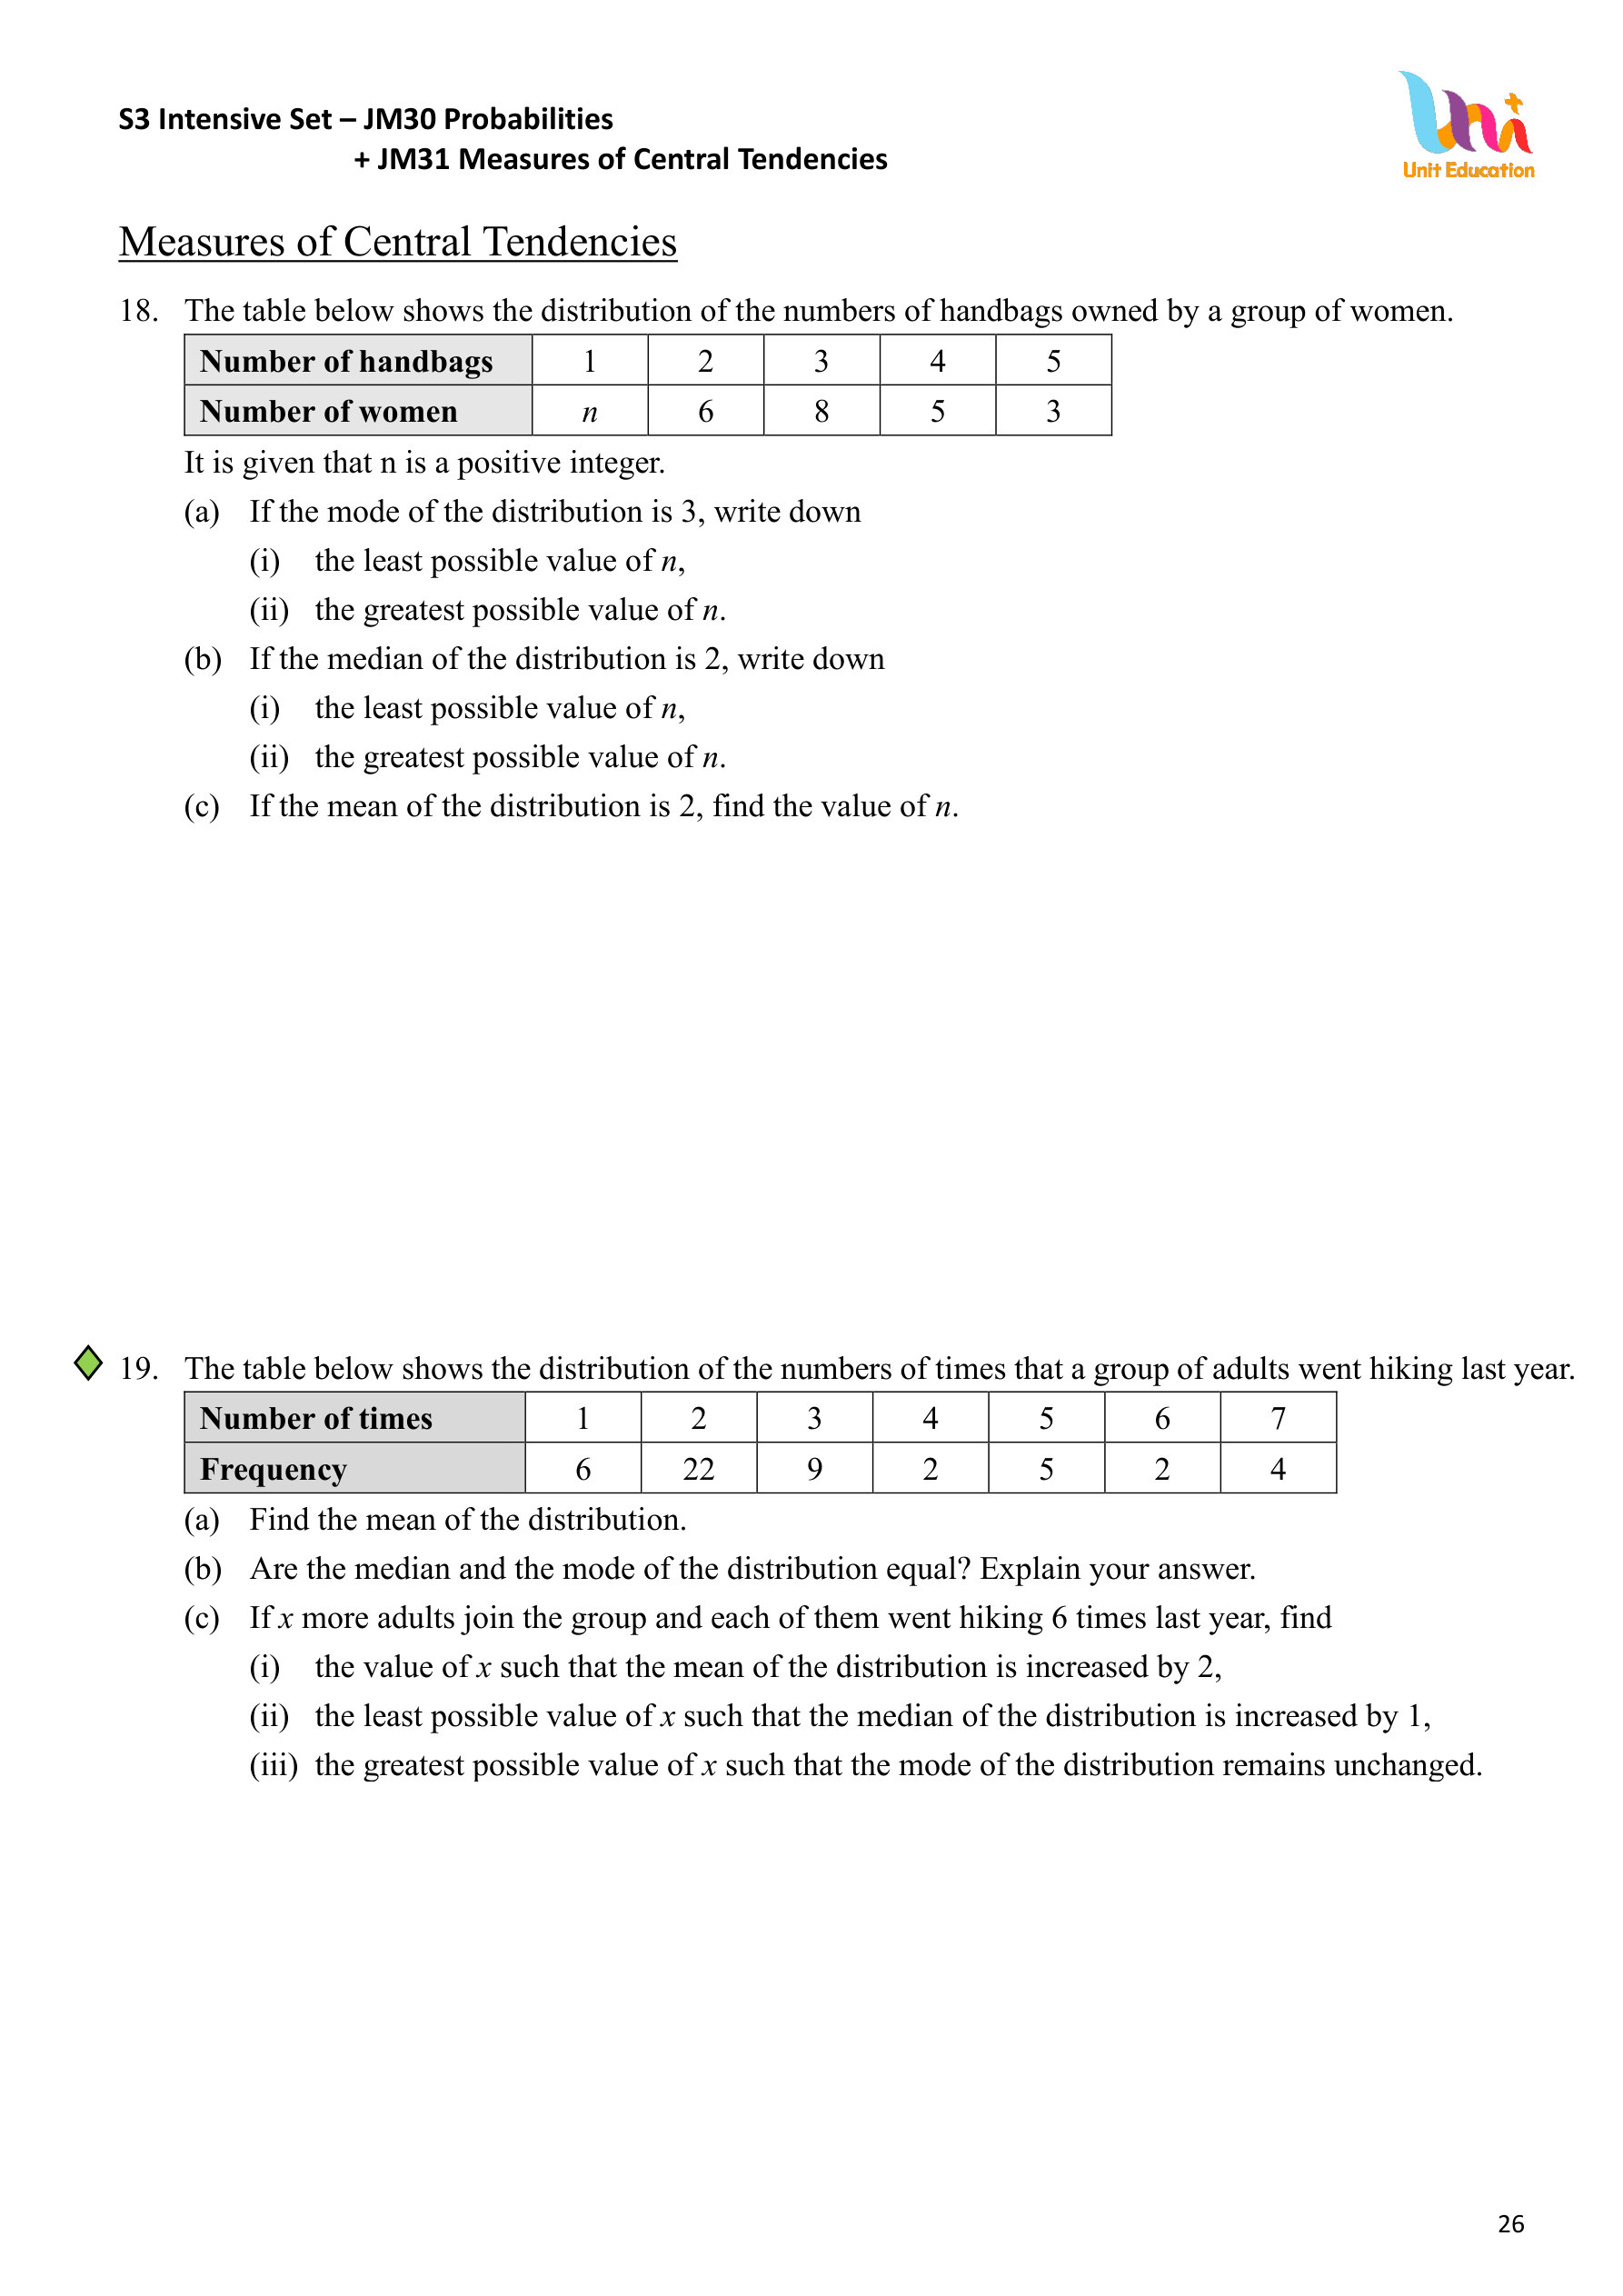 S3 Intensive Set – JM30 Probabilities
+ JM31 Measures of Central Tendencies
Uni+
Unit Education
Measures of Central Tendencies
18. The table below shows the distribution of the numbers of handbags owned by a group of women.
Number of handbags 1 2 3 4 5
Number of women n 6 8 5 3
It is given that n is a positive integer.
(a) If the mode of the distribution is 3, write down
(i) the least possible value of n,
(ii) the greatest possible value of n.
(b) If the median of the distribution is 2, write down
(i) the least possible value of n,
(ii) the greatest possible value of n.
(c) If the mean of the distribution is 2, find the value of n.
19. The table below shows the distribution of the numbers of times that a group of adults went hiking last year.
Number of times 1 2 3 4 5 6 7
Frequency 6 22 9 2 5 2 4
(a) Find the mean of the distribution.
(b) Are the median and the mode of the distribution equal? Explain your answer.
(c) If x more adults join the group and each of them went hiking 6 times last year, find
(i) the value of x such that the mean of the distribution is increased by 2,
(ii) the least possible value of x such that the median of the distribution is increased by 1,
(iii) the greatest possible value of x such that the mode of the distribution remains unchanged.
26